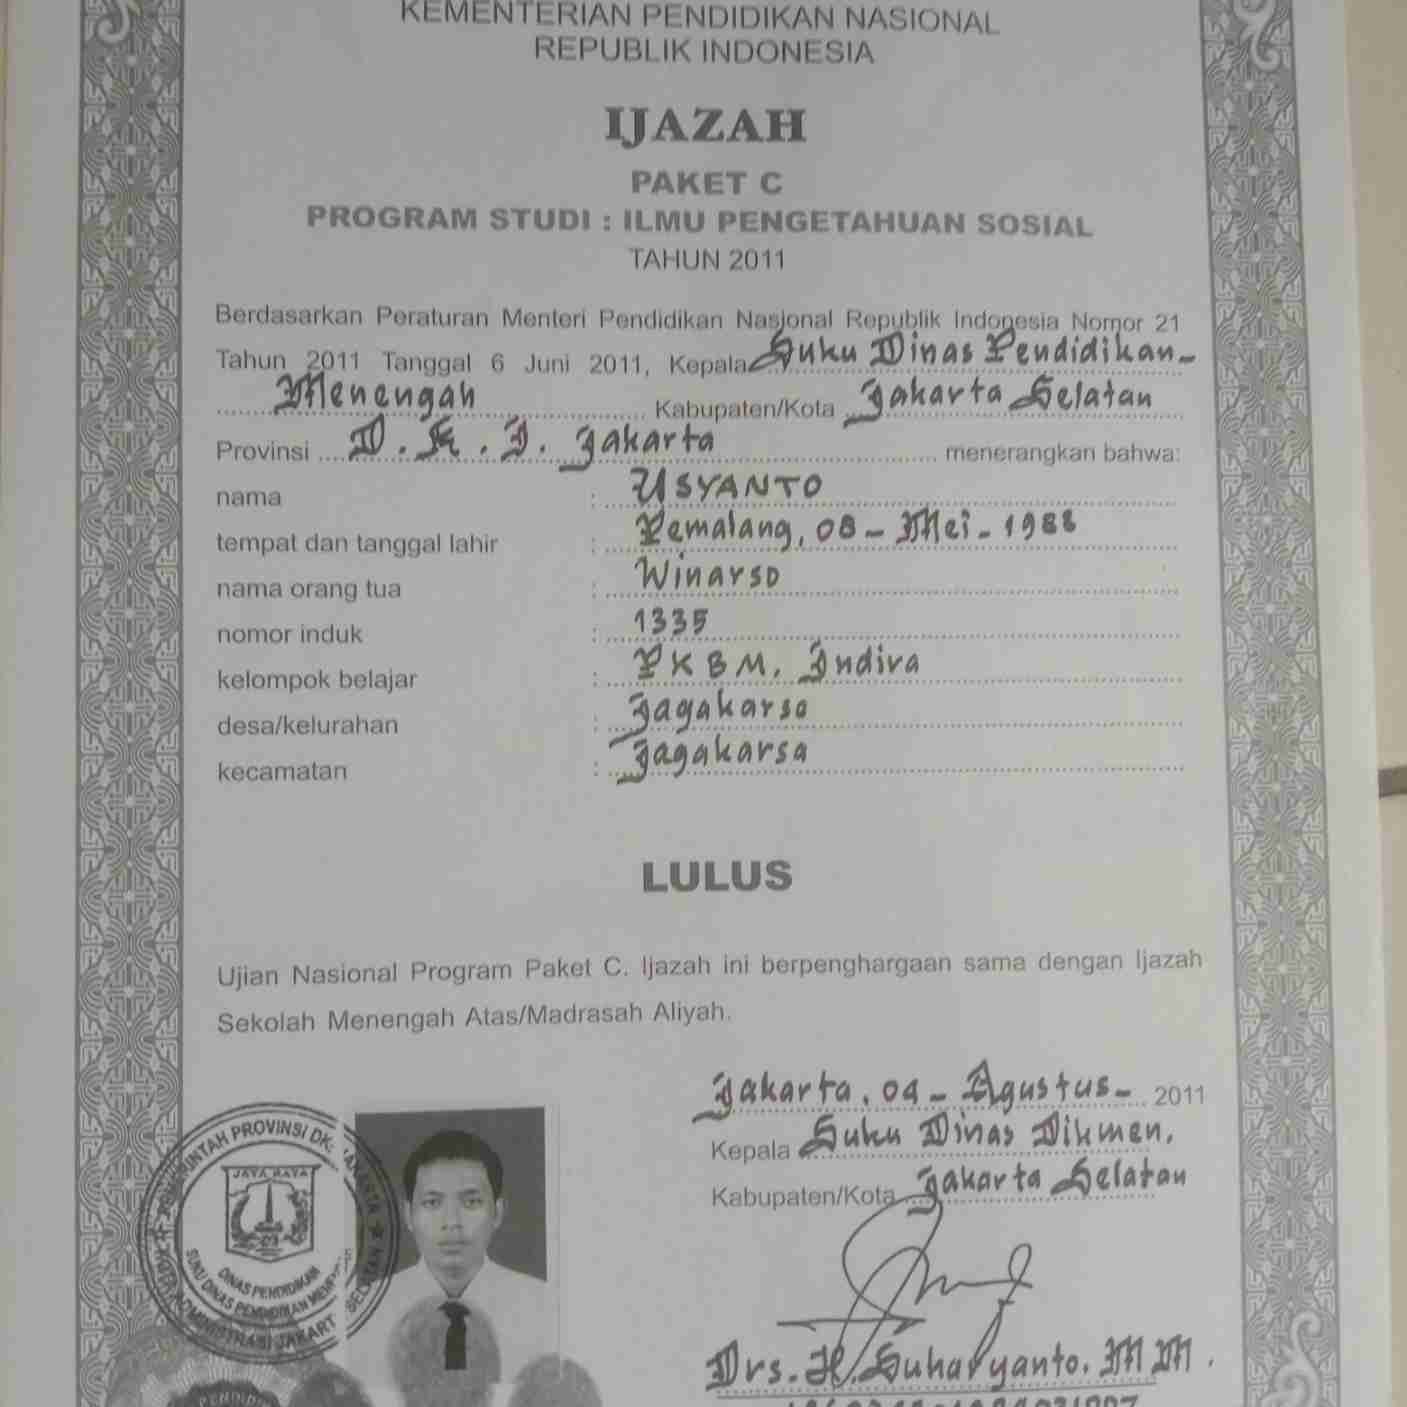 KEMENTERIAN PENDIDIKAN NASIONAL
REPUBLIK INDONESIA
IJAZAH
PAKET C
PROGRAM STUDI : ILMU PENGETAHUAN SOSIAL
TAHUN 2011
Berdasarkan Peraturan Menteri Pendidikan Nasional Republik Indonesia Nomor 21
Tahun 2011 Tanggal 6 Juni 2011, Kepala Suku Dinas Pendidikan
Menengah Kabupaten/Kota Jakarta Selatan
Provinsi D.K.I. Jakarta menerangkan bahwa:
nama : USYANTO
tempat dan tanggal lahir : Pemalang, 08 - Mei - 1988
nama orang tua : Winarso
nomor induk : 1335
kelompok belajar : PKBM. Indira
desa/kelurahan : Jagakarsa
kecamatan : Jagakarsa
LULUS
Ujian Nasional Program Paket C. Ijazah ini berpenghargaan sama dengan Ijazah
Sekolah Menengah Atas/Madrasah Aliyah.
Jakarta, 04 - Agustus - 2011
Kepala Suku Dinas Dikmen.
Kabupaten/Kota Jakarta Selatan
JAYA RAYA
DINAS PENDIDIKAN
Drs. H. Suharyanto. MM.